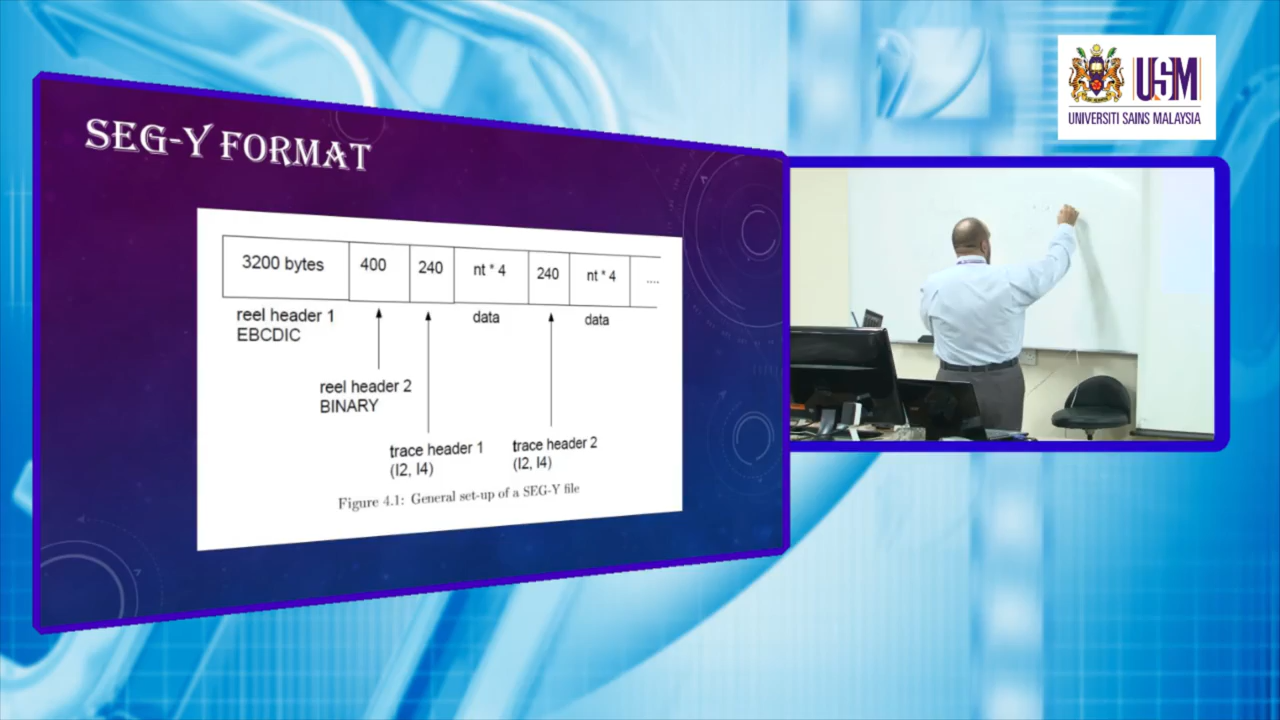 SEG-Y FORMAT
3200 bytes 400 240 nt * 4 240 nt * 4 ....
reel header 1
EBCDIC
data
data
reel header 2
BINARY
trace header 1
(I2, I4)
trace header 2
(I2, I4)
Figure 4.1: General set-up of a SEG-Y file
USM
UNIVERSITI SAINS MALAYSIA